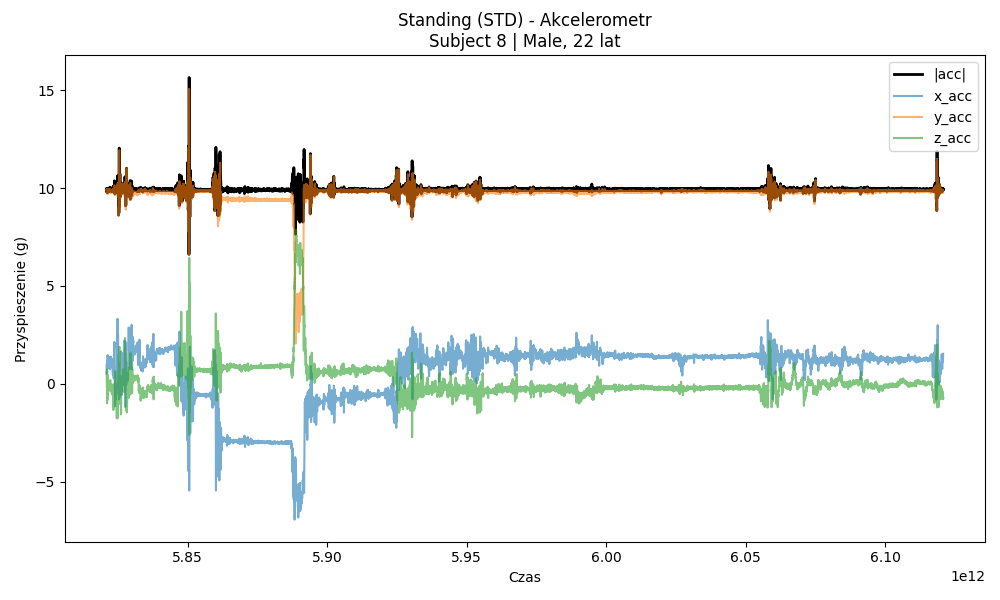 Standing (STD) - Akcelerometr
Subject 8 | Male, 22 lat
|acc|
x_acc
y_acc
z_acc
Przyspieszenie (g)
15
10
5
0
−5
5.85
5.90
5.95
6.00
6.05
6.10
1e12
Czas